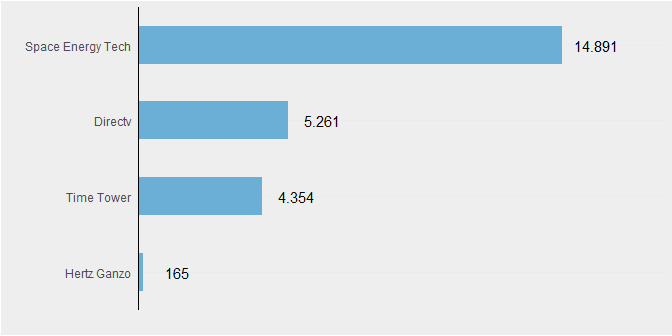 Space Energy Tech 14.891
Directv 5.261
Time Tower 4.354
Hertz Ganzo 165